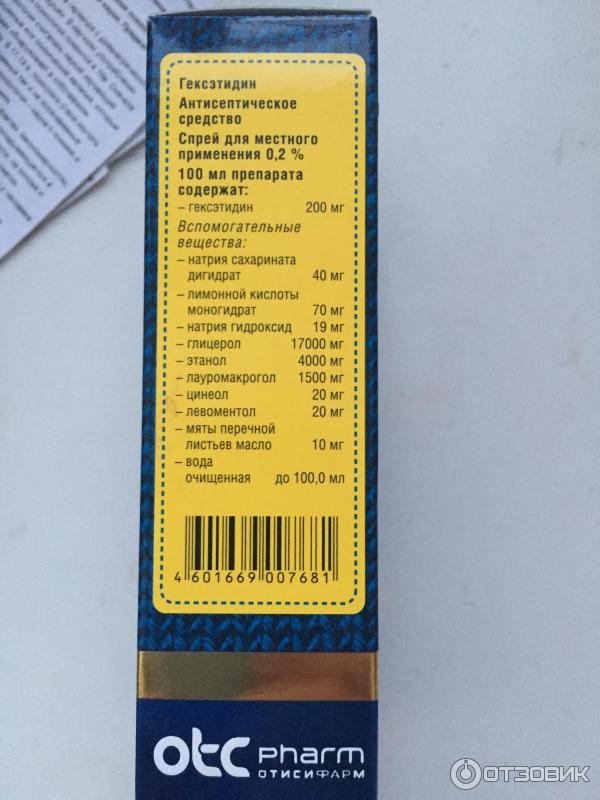 Гексэтидин
Антисептическое
средство
Спрей для местного
применения 0,2 %
100 мл препарата
содержат:
– гексэтидин 200 мг
Вспомогательные
вещества:
– натрия сахарината
дигидрат 40 мг
– лимонной кислоты
моногидрат 70 мг
– натрия гидроксид 19 мг
– глицерол 17000 мг
– этанол 4000 мг
– лауромакрогол 1500 мг
– цинеол 20 мг
– левоментол 20 мг
– мяты перечной
листьев масло 10 мг
– вода
очищенная до 100,0 мл
4 601669 007681
otc pharm
ОТИСИФАРМ
ОТЗОВИК